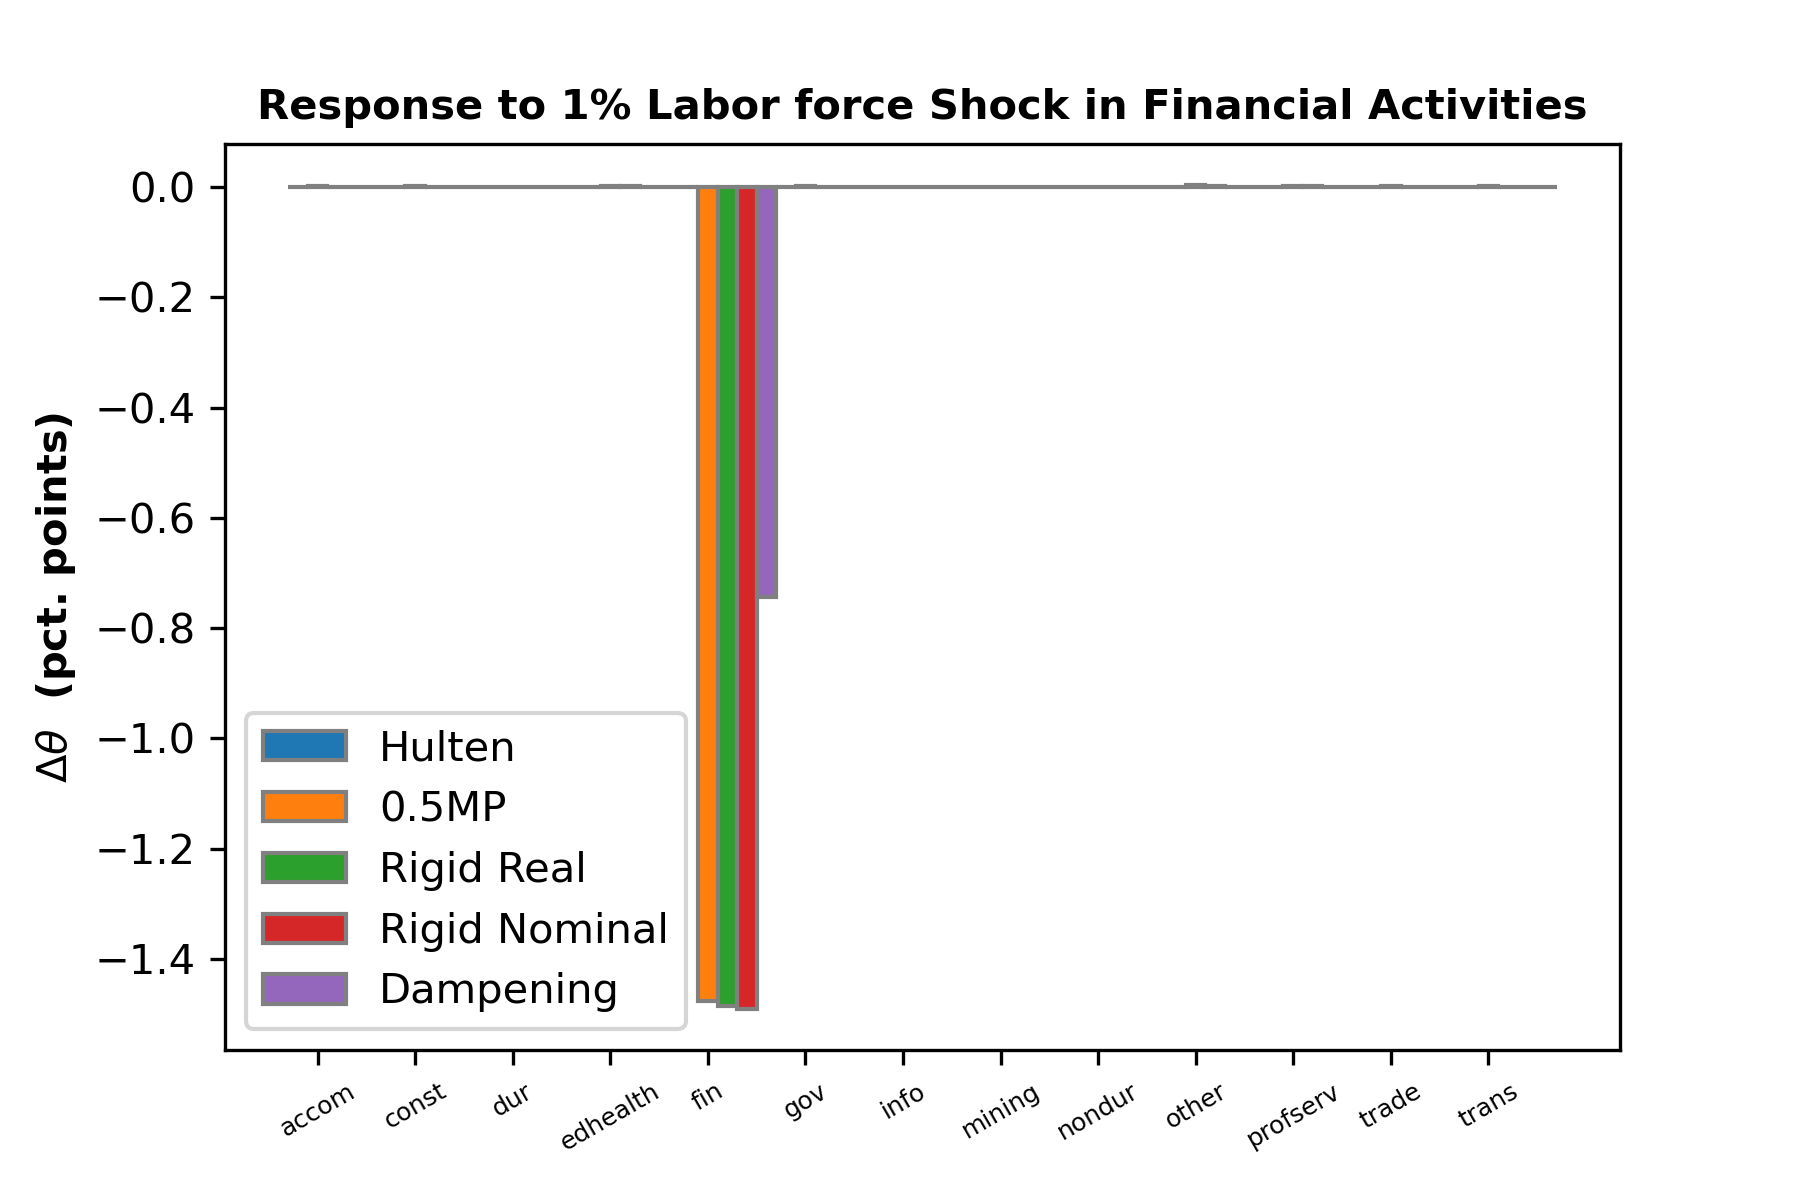 Response to 1% Labor force Shock in Financial Activities
Δθ (pct. points)
0.0
−0.2
−0.4
−0.6
−0.8
−1.0
−1.2
−1.4
Hulten
0.5MP
Rigid Real
Rigid Nominal
Dampening
accom const dur edhealth fin gov info mining nondur other profserv trade trans